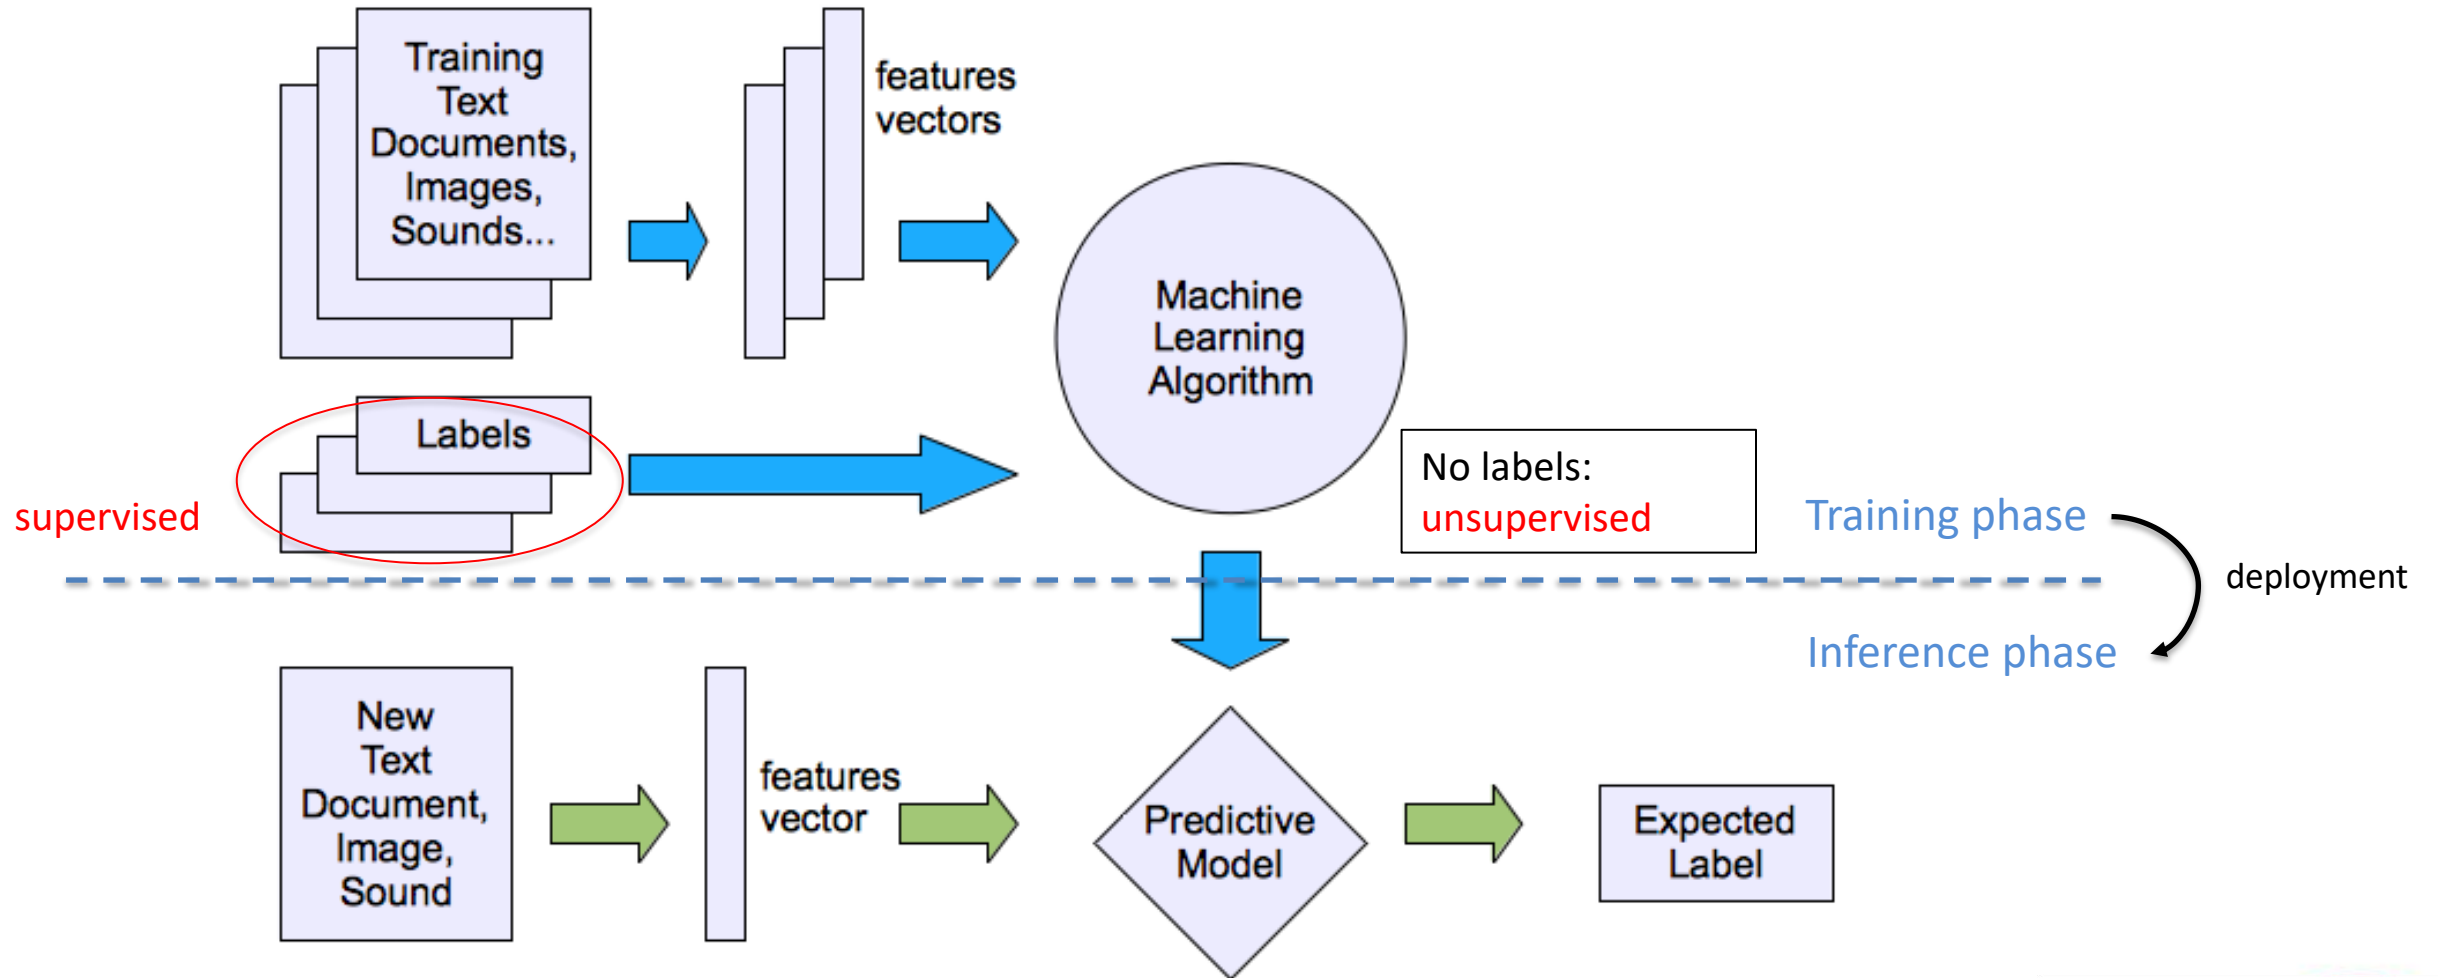 Training
Text
Documents,
Images,
Sounds...
features
vectors
Machine
Learning
Algorithm
Labels
supervised
No labels:
unsupervised
Training phase
deployment
Inference phase
New
Text
Document,
Image,
Sound
features
vector
Predictive
Model
Expected
Label